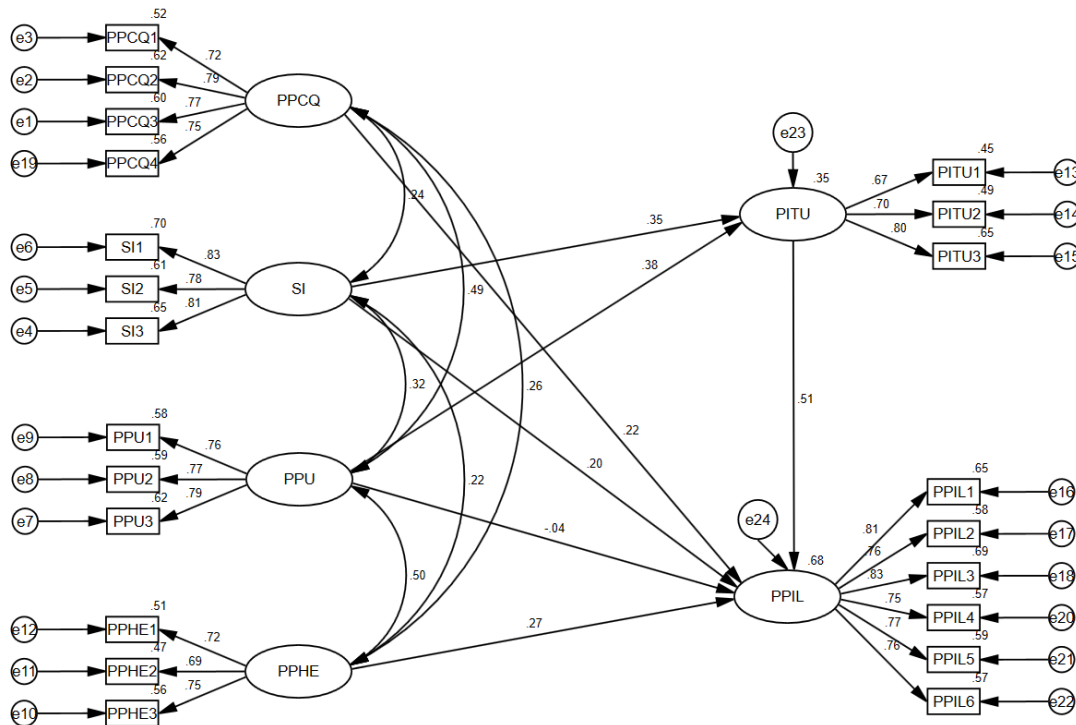 .52
e3 PPCQ1 .72
.62
e2 PPCQ2 .79
.60
e1 PPCQ3 .77
.56
e19 PPCQ4 .75
PPCQ
.70
e6 SI1 .83
.61
e5 SI2 .78
.65
e4 SI3 .81
SI
.58
e9 PPU1 .76
.59
e8 PPU2 .77
.62
e7 PPU3 .79
PPU
.51
e12 PPHE1 .72
.47
e11 PPHE2 .69
.56
e10 PPHE3 .75
PPHE
.24
.49
.32
.26
.22
.50
.35
.38
.22
.20
-.04
.27
.51
e23
.35
PITU
.45
.67 PITU1 e13
.49
.70 PITU2 e14
.65
.80 PITU3 e15
e24
.68
PPIL
.65
.81 PPIL1 e16
.58
.76 PPIL2 e17
.69
.83 PPIL3 e18
.57
.75 PPIL4 e20
.59
.77 PPIL5 e21
.57
.76 PPIL6 e22